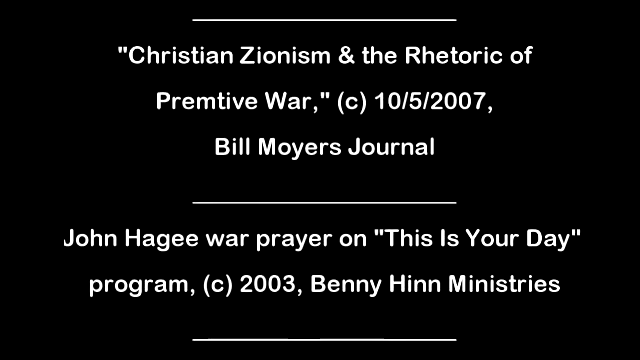 "Christian Zionism & the Rhetoric of
Premtive War," (c) 10/5/2007,
Bill Moyers Journal
John Hagee war prayer on "This Is Your Day"
program, (c) 2003, Benny Hinn Ministries